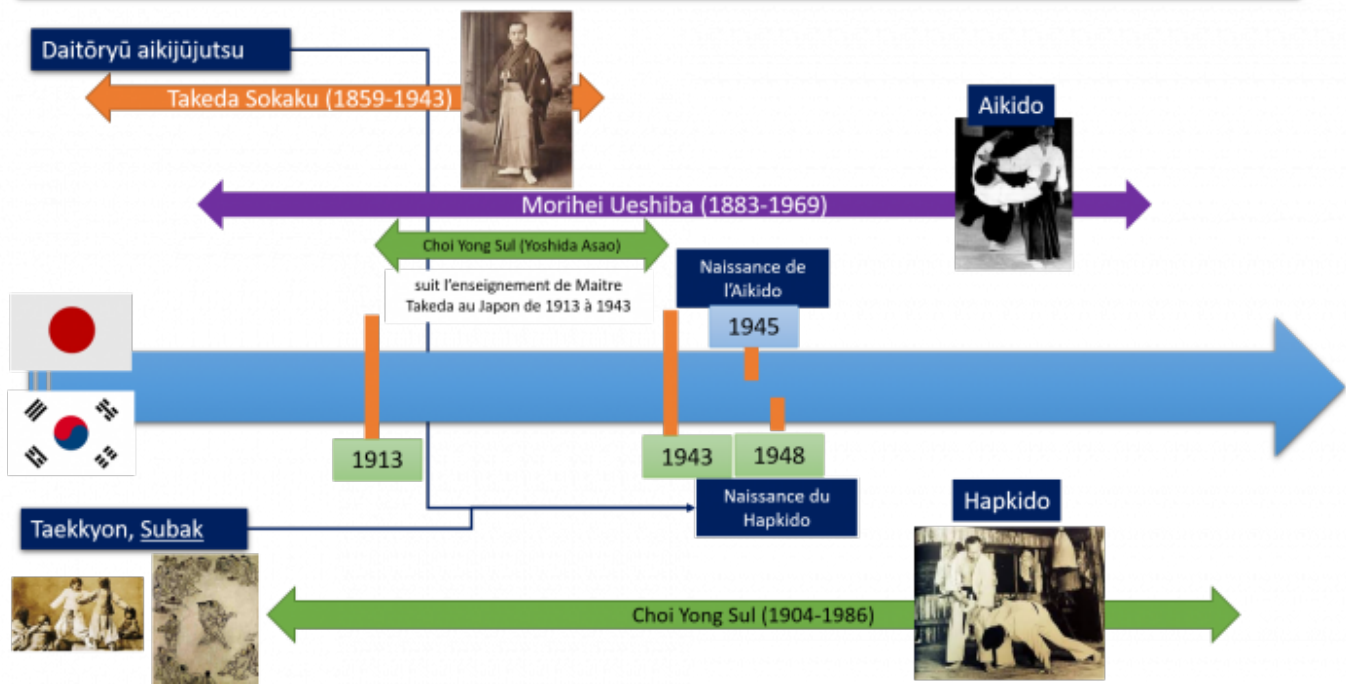 Daitōryū aikijūjutsu
Takeda Sokaku (1859-1943)
Aikido
Morihei Ueshiba (1883-1969)
Choi Yong Sul (Yoshida Asao)
suit l'enseignement de Maitre
Takeda au Japon de 1913 à 1943
Naissance de
l'Aikido
1945
1913
1943
1948
Naissance du
Hapkido
Hapkido
Taekkyon, Subak
Choi Yong Sul (1904-1986)